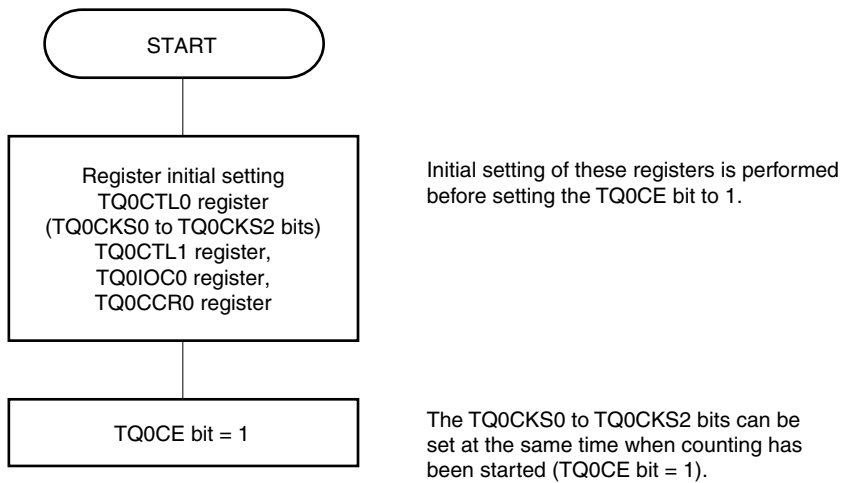 START
Register initial setting
TQ0CTL0 register
(TQ0CKS0 to TQ0CKS2 bits)
TQ0CTL1 register,
TQ0IOC0 register,
TQ0CCR0 register
Initial setting of these registers is performed
before setting the TQ0CE bit to 1.
TQ0CE bit = 1
The TQ0CKS0 to TQ0CKS2 bits can be
set at the same time when counting has
been started (TQ0CE bit = 1).